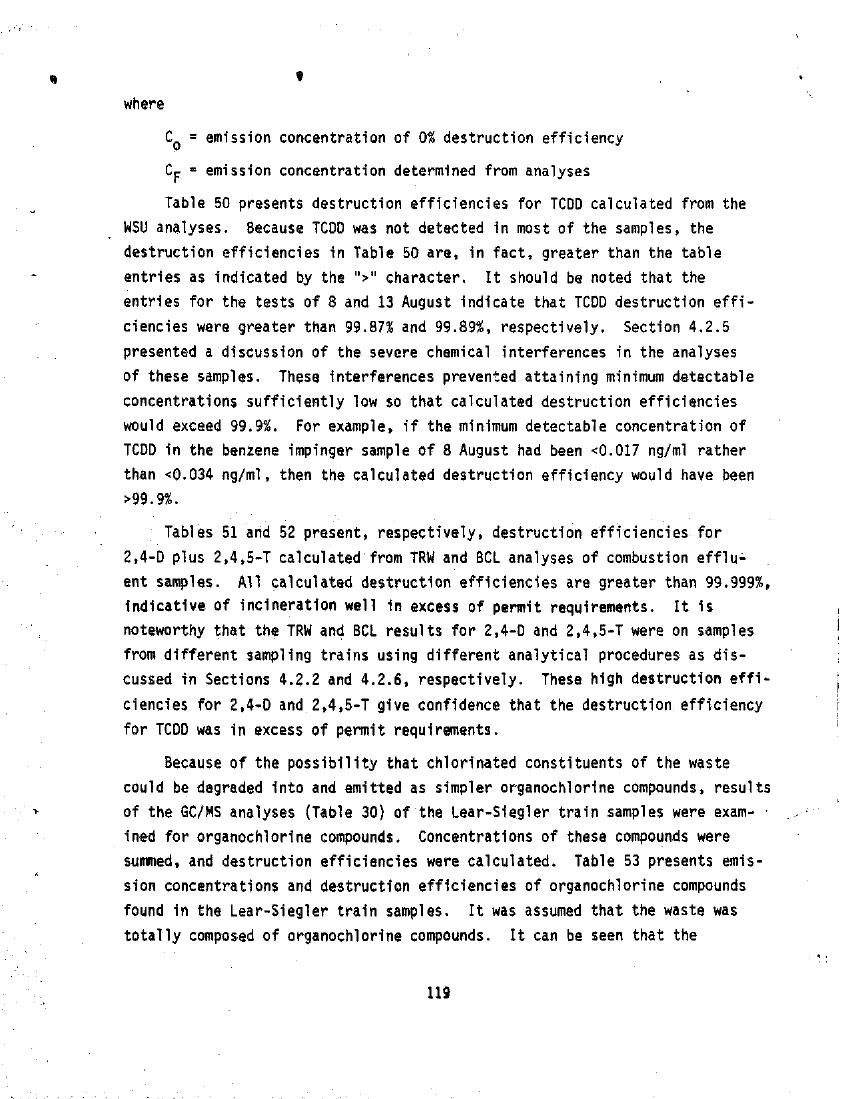 where
C₀ = emission concentration of 0% destruction efficiency
C_F = emission concentration determined from analyses
Table 50 presents destruction efficiencies for TCDD calculated from the
WSU analyses. Because TCDD was not detected in most of the samples, the
destruction efficiencies in Table 50 are, in fact, greater than the table
entries as indicated by the ">" character. It should be noted that the
entries for the tests of 8 and 13 August indicate that TCDD destruction effi-
ciencies were greater than 99.87% and 99.89%, respectively. Section 4.2.5
presented a discussion of the severe chemical interferences in the analyses
of these samples. These interferences prevented attaining minimum detectable
concentrations sufficiently low so that calculated destruction efficiencies
would exceed 99.9%. For example, if the minimum detectable concentration of
TCDD in the benzene impinger sample of 8 August had been <0.017 ng/ml rather
than <0.034 ng/ml, then the calculated destruction efficiency would have been
>99.9%.
Tables 51 and 52 present, respectively, destruction efficiencies for
2,4-D plus 2,4,5-T calculated from TRW and BCL analyses of combustion efflu-
ent samples. All calculated destruction efficiencies are greater than 99.999%,
indicative of incineration well in excess of permit requirements. It is
noteworthy that the TRW and BCL results for 2,4-D and 2,4,5-T were on samples
from different sampling trains using different analytical procedures as dis-
cussed in Sections 4.2.2 and 4.2.6, respectively. These high destruction effi-
ciencies for 2,4-D and 2,4,5-T give confidence that the destruction efficiency
for TCDD was in excess of permit requirements.
Because of the possibility that chlorinated constituents of the waste
could be degraded into and emitted as simpler organochlorine compounds, results
of the GC/MS analyses (Table 30) of the Lear-Siegler train samples were exam-
ined for organochlorine compounds. Concentrations of these compounds were
summed, and destruction efficiencies were calculated. Table 53 presents emis-
sion concentrations and destruction efficiencies of organochlorine compounds
found in the Lear-Siegler train samples. It was assumed that the waste was
totally composed of organochlorine compounds. It can be seen that the
119